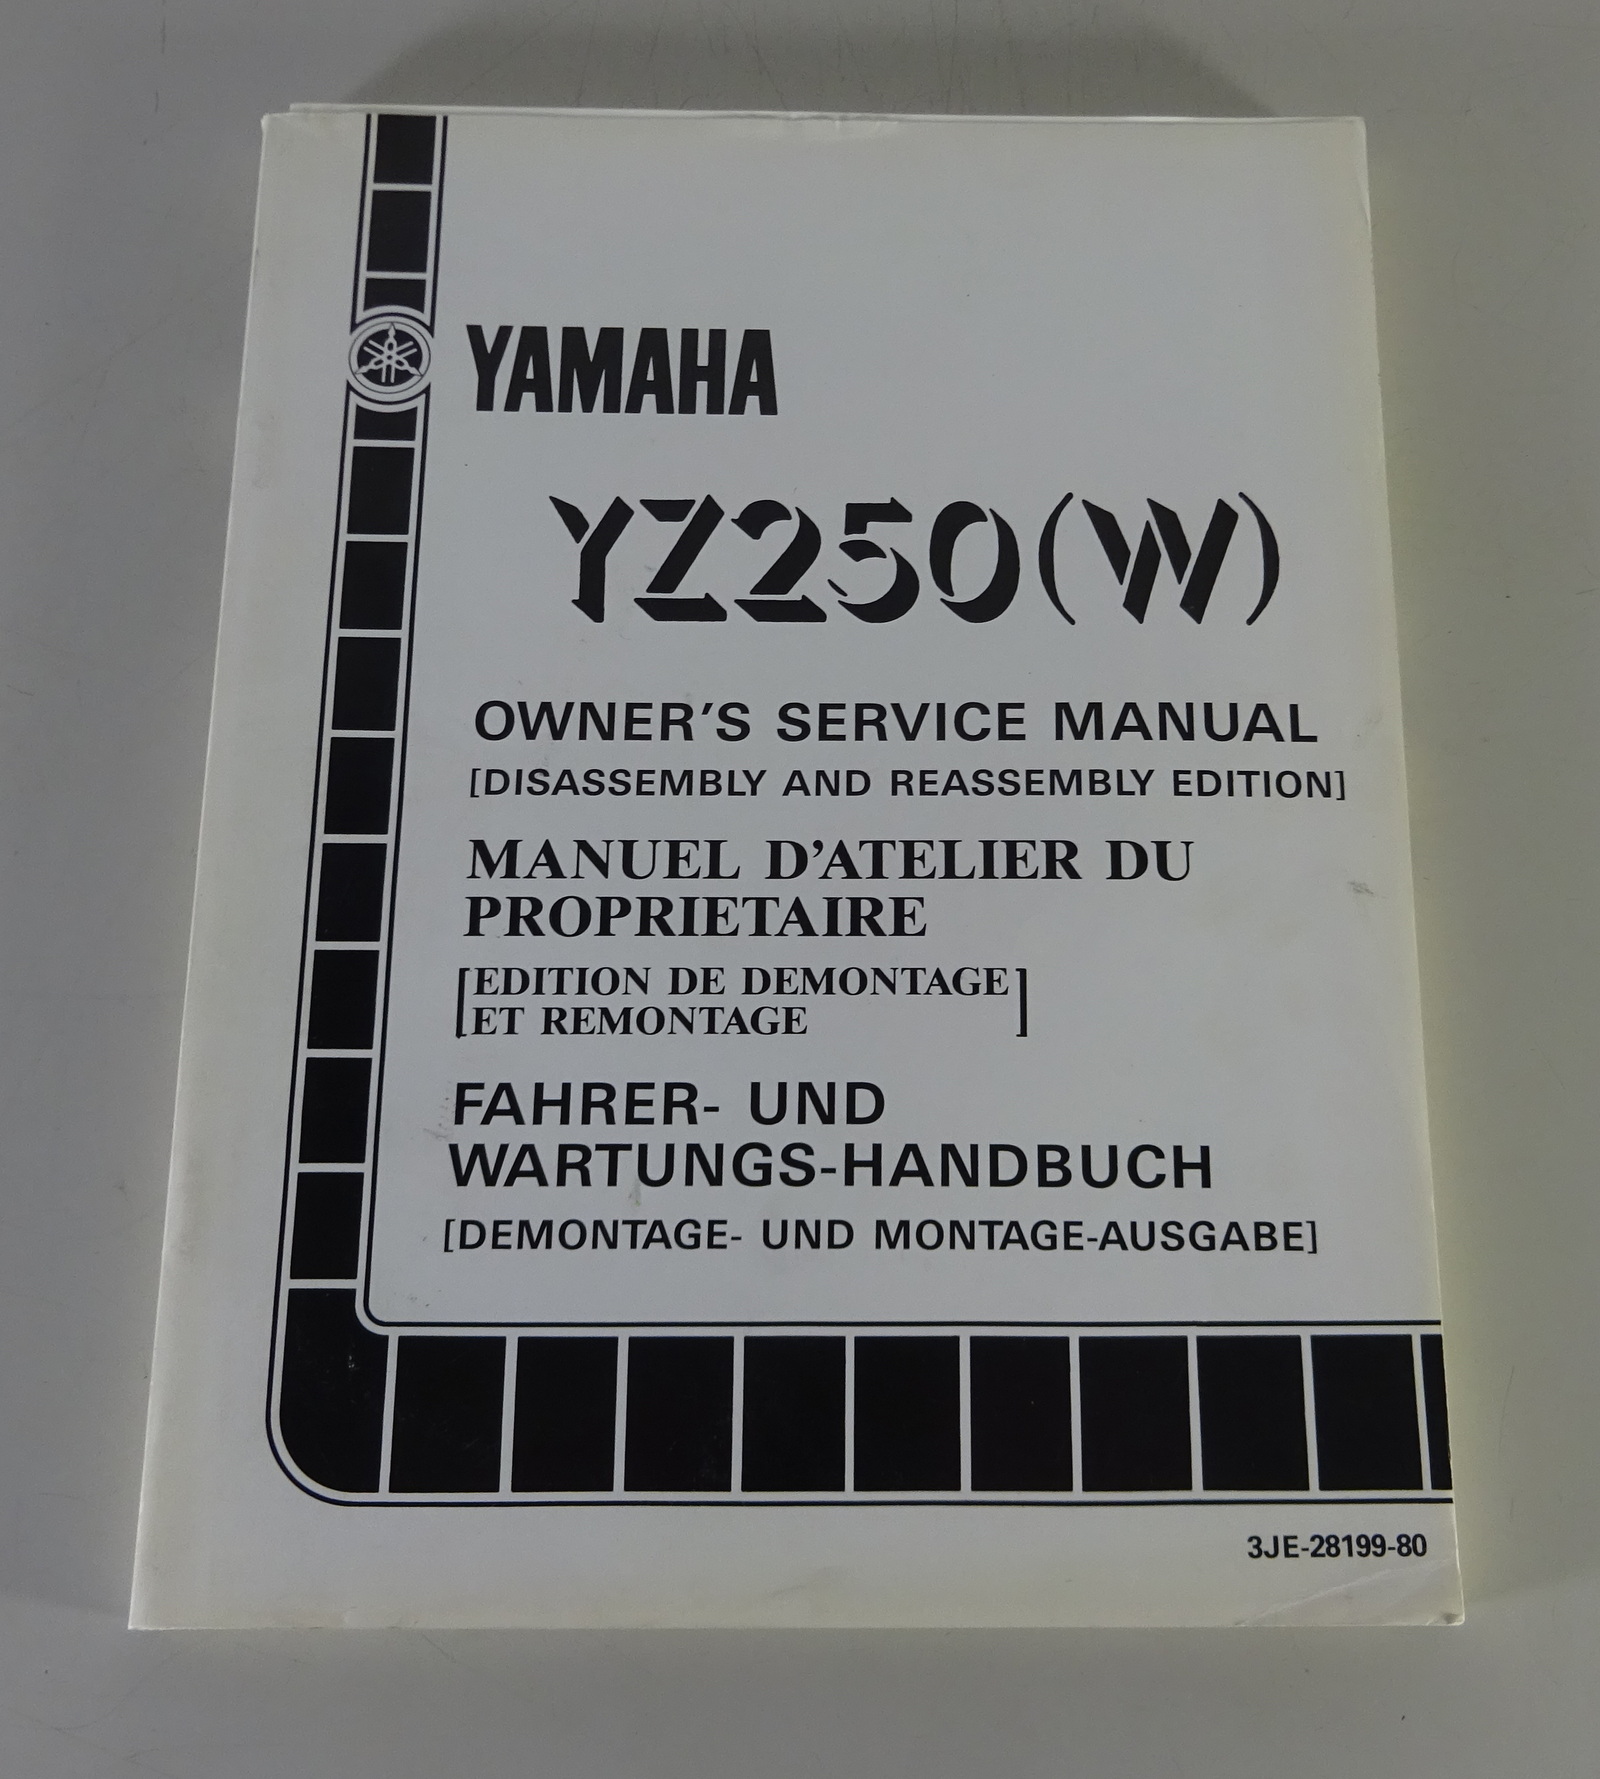 YAMAHA
YZ250(W)
OWNER'S SERVICE MANUAL
[DISASSEMBLY AND REASSEMBLY EDITION]
MANUEL D'ATELIER DU
PROPRIETAIRE
[EDITION DE DEMONTAGE
ET REMONTAGE]
FAHRER- UND
WARTUNGS-HANDBUCH
[DEMONTAGE- UND MONTAGE-AUSGABE]
3JE-28199-80